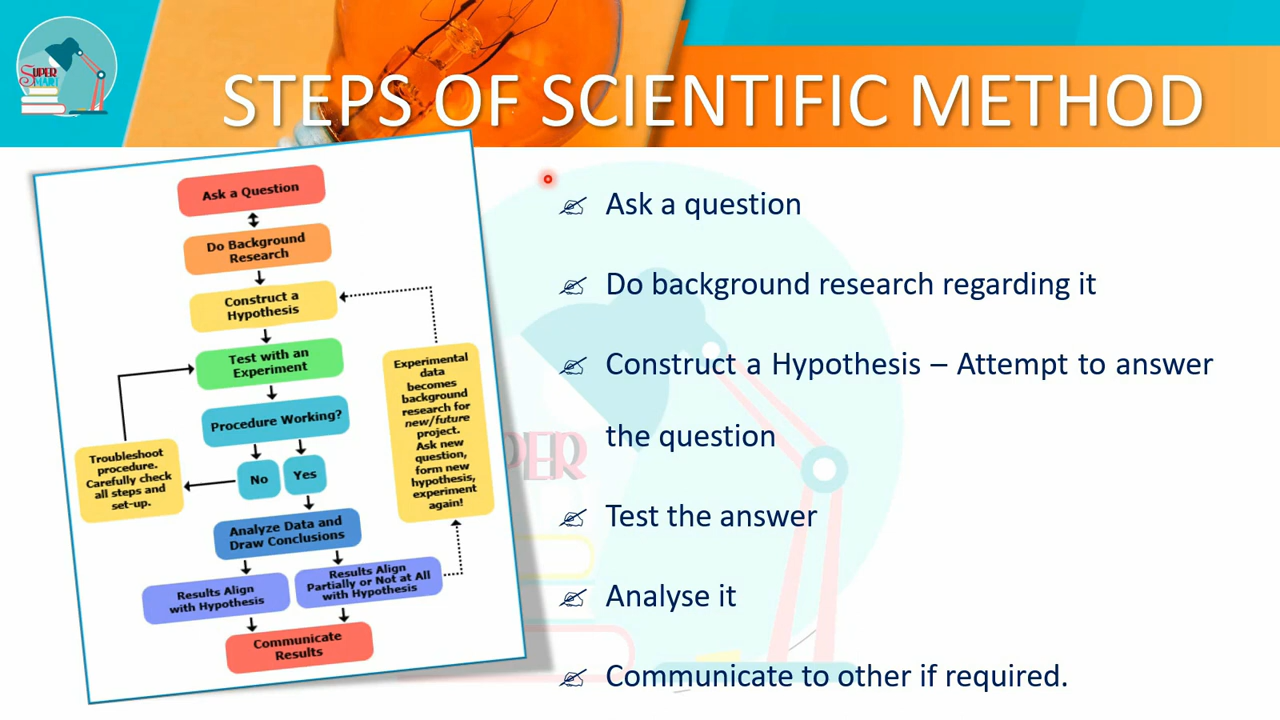 SUPER
SMART
STEPS OF SCIENTIFIC METHOD
Ask a Question
Do Background
Research
Construct a
Hypothesis
Test with an
Experiment
Procedure Working?
No
Yes
Troubleshoot
procedure.
Carefully check
all steps and
set-up.
Experimental
data
becomes
background
research for
new/future
project.
Ask new
question,
form new
hypothesis,
experiment
again!
Analyze Data and
Draw Conclusions
Results Align
with Hypothesis
Results Align
Partially or Not at All
with Hypothesis
Communicate
Results
Ask a question
Do background research regarding it
Construct a Hypothesis – Attempt to answer
the question
Test the answer
Analyse it
Communicate to other if required.